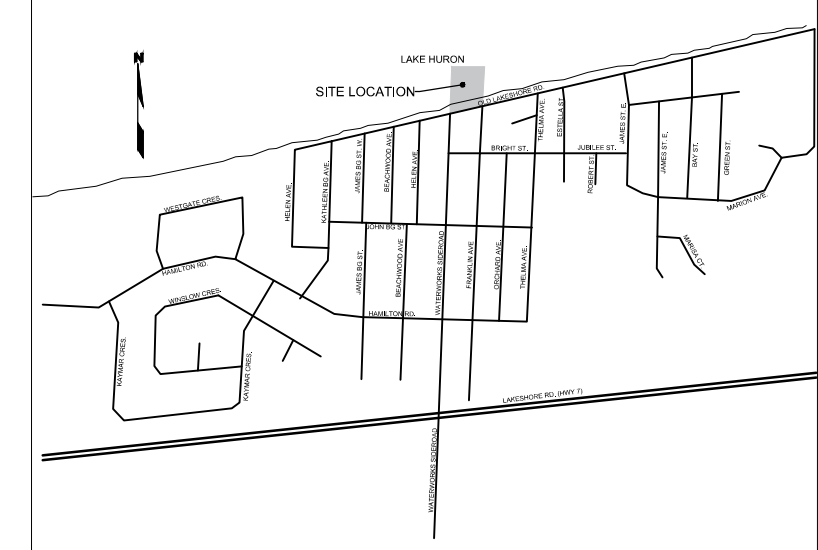 N
LAKE HURON
SITE LOCATION
OLD LAKESHORE RD.
THELMA AVE.
ESTELLA ST.
JAMES ST. E.
BRIGHT ST.
JUBILEE ST.
ROBERT ST.
JAMES ST. E.
BAY ST.
GREEN ST.
MARION AVE.
MARISA CT.
HELEN AVE.
KATHLEEN BG AVE.
JAMES BG ST. W.
BEACHWOOD AVE.
HELEN AVE.
WESTGATE CRES.
JOHN BG ST.
HAMILTON RD.
WINSLOW CRES.
JAMES BG ST.
BEACHWOOD AVE
WATERWORKS SIDEROAD
FRANKLIN AVE
ORCHARD AVE.
THELMA AVE.
HAMILTON RD.
KAYMAR CRES.
KAYMAR CRES.
LAKESHORE RD. (HWY 7)
WATERWORKS SIDEROAD